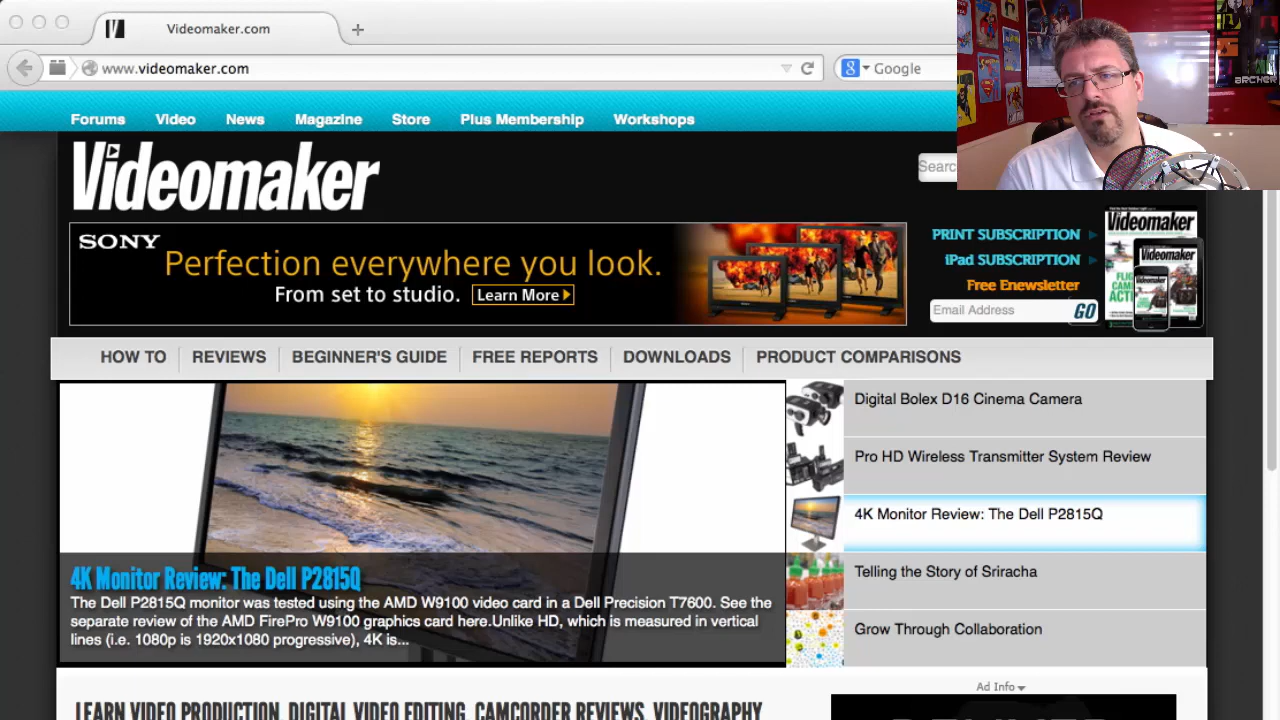 Videomaker.com
www.videomaker.com
Google
ARCHER
Forums Video News Magazine Store Plus Membership Workshops
Videomaker
Searc
SONY
Perfection everywhere you look.
From set to studio. Learn More
PRINT SUBSCRIPTION
iPad SUBSCRIPTION
Free Enewsletter
Email Address GO
Videomaker
HOW TO REVIEWS BEGINNER'S GUIDE FREE REPORTS DOWNLOADS PRODUCT COMPARISONS
Digital Bolex D16 Cinema Camera
Pro HD Wireless Transmitter System Review
4K Monitor Review: The Dell P2815Q
Telling the Story of Sriracha
Grow Through Collaboration
4K Monitor Review: The Dell P2815Q
The Dell P2815Q monitor was tested using the AMD W9100 video card in a Dell Precision T7600. See the
separate review of the AMD FirePro W9100 graphics card here.Unlike HD, which is measured in vertical
lines (i.e. 1080p is 1920x1080 progressive), 4K is...
Ad Info
LEARN VIDEO PRODUCTION, DIGITAL VIDEO EDITING, CAMCORDER REVIEWS, VIDEOGRAPHY